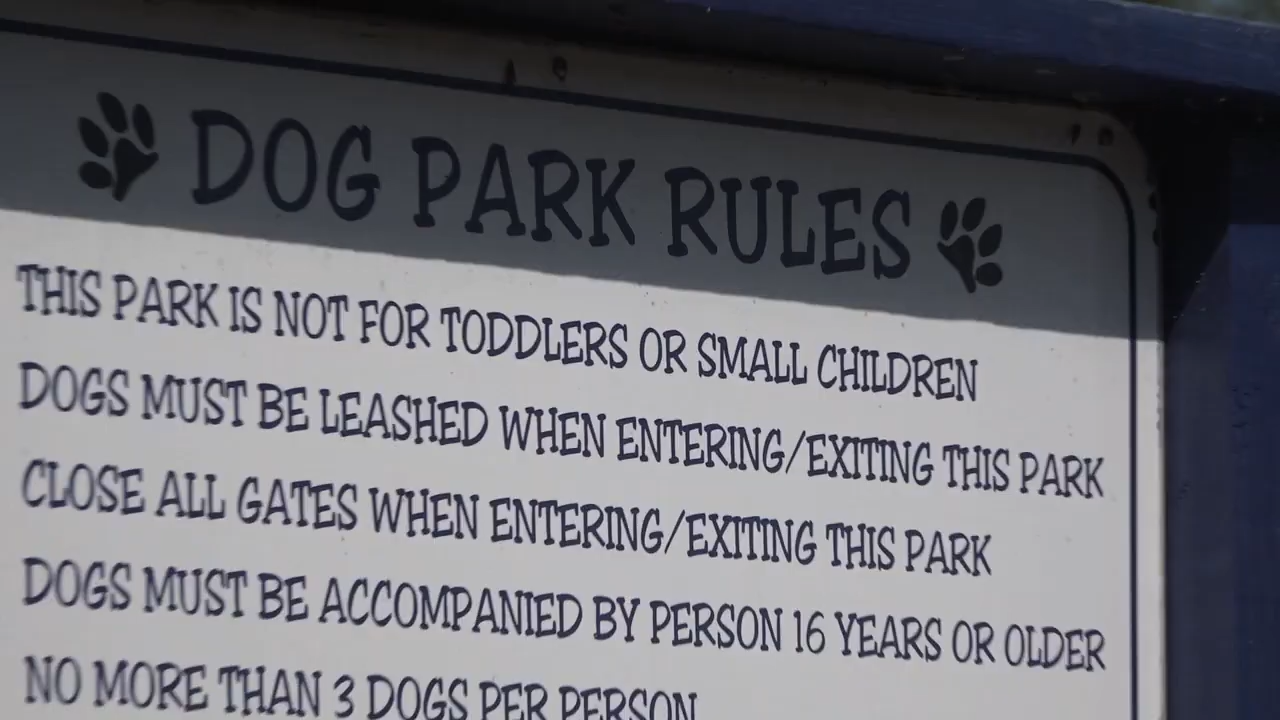 DOG PARK RULES
THIS PARK IS NOT FOR TODDLERS OR SMALL CHILDREN
DOGS MUST BE LEASHED WHEN ENTERING/EXITING THIS PARK
CLOSE ALL GATES WHEN ENTERING/EXITING THIS PARK
DOGS MUST BE ACCOMPANIED BY PERSON 16 YEARS OR OLDER
NO MORE THAN 3 DOGS PER PERSON